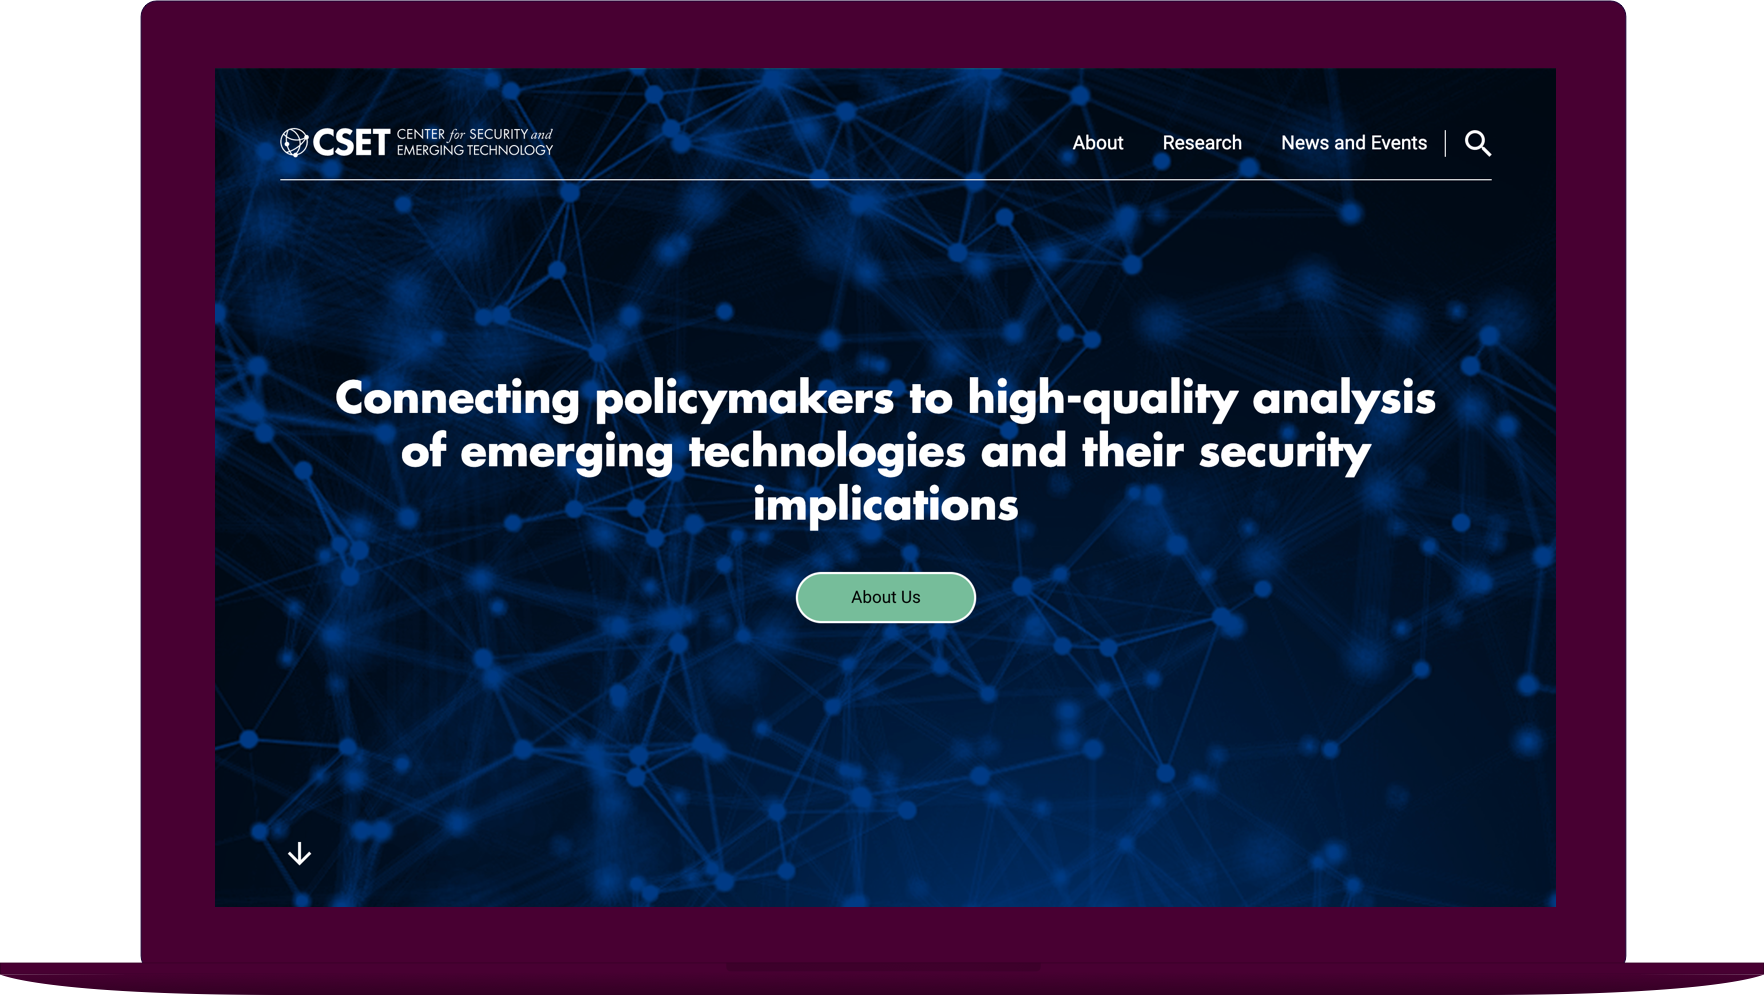 CSET CENTER for SECURITY and
EMERGING TECHNOLOGY
About Research News and Events
Connecting policymakers to high-quality analysis
of emerging technologies and their security
implications
About Us